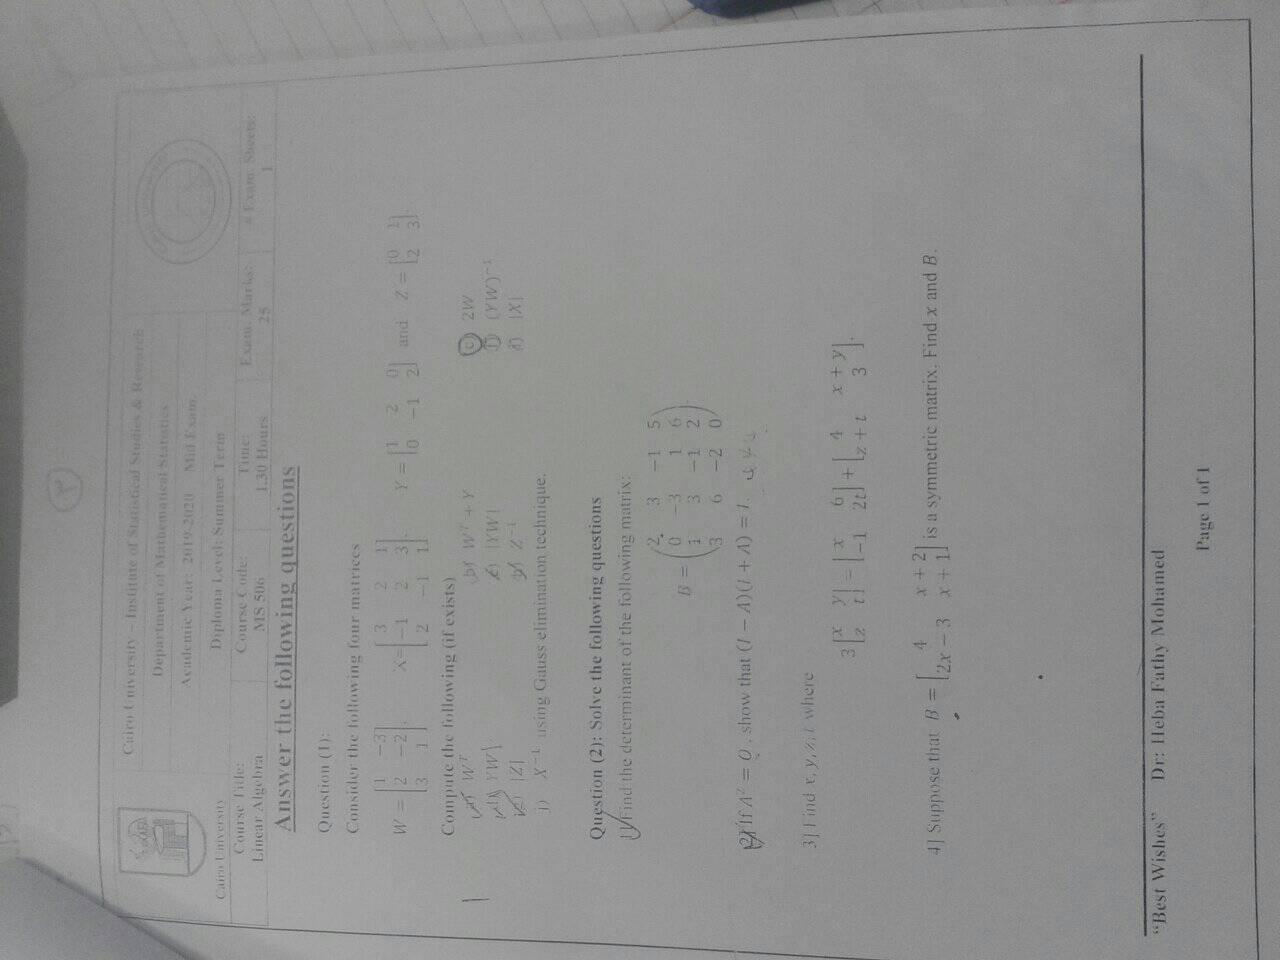 ٣
Cairo University - Institute of Statistical Studies & Research
Department of Mathematical Statistics
Academic Year: 2019-2020 Mid Exam
Diploma Level: Summer Term
Cairo University
Course Title: Linear Algebra
Course Code: MS 506
Time: 1.30 Hours
Exam. Marks: 25
# Exam. Sheets: 1
Answer the following questions
Question (1):
Consider the following four matrices
W = [1 -3; 2 -2; 3 1], X = [3 2 1; -1 2 3; 2 -1 1], Y = [1 2 0; 0 -1 2] and Z = [0 1; 2 3].
Compute the following (if exists)
a) Wᵀ b) Wᵀ + Y c) 2W
d) YW e) |YW| f) (YW)⁻¹
g) |Z| h) Z⁻¹ i) |X|
j) X⁻¹ using Gauss elimination technique.
Question (2): Solve the following questions
1] Find the determinant of the following matrix:
B = (2 3 -1 5; 0 -3 1 6; 1 3 -1 2; 3 6 -2 0).
2] If A² = 0, show that (I − A)(I + A) = I.
3] Find x, y, z, t where
3[x y; z t] = [x 6; -1 2t] + [4 x + y; z + t 3].
4] Suppose that B = [4 x + 2; 2x − 3 x + 1] is a symmetric matrix. Find x and B.
"Best Wishes" Dr: Heba Fathy Mohamed
Page 1 of 1